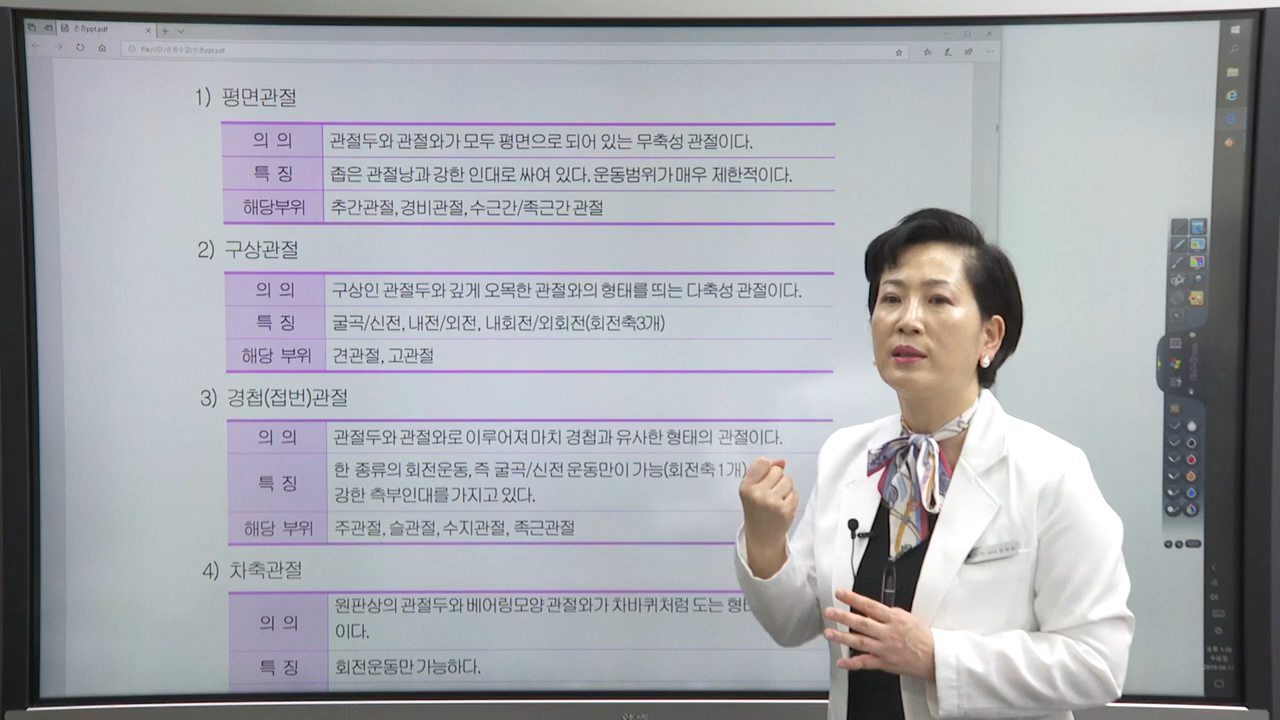 손용ppt.pdf
1) 평면관절
의 의 관절두와 관절와가 모두 평면으로 되어 있는 무축성 관절이다.
특 징 좁은 관절낭과 강한 인대로 싸여 있다. 운동범위가 매우 제한적이다.
해당부위 추간관절, 경비관절, 수근간/족근간 관절
2) 구상관절
의 의 구상인 관절두와 깊게 오목한 관절와의 형태를 띄는 다축성 관절이다.
특 징 굴곡/신전, 내전/외전, 내회전/외회전(회전축3개)
해당 부위 견관절, 고관절
3) 경첩(접번)관절
의 의 관절두와 관절와로 이루어져 마치 경첩과 유사한 형태의 관절이다.
특 징 한 종류의 회전운동, 즉 굴곡/신전 운동만이 가능(회전축 1개)
강한 측부인대를 가지고 있다.
해당 부위 주관절, 슬관절, 수지관절, 족근관절
4) 차축관절
의 의 원판상의 관절두와 베어링모양 관절와가 차바퀴처럼 도는
이다.
특 징 회전운동만 가능하다.